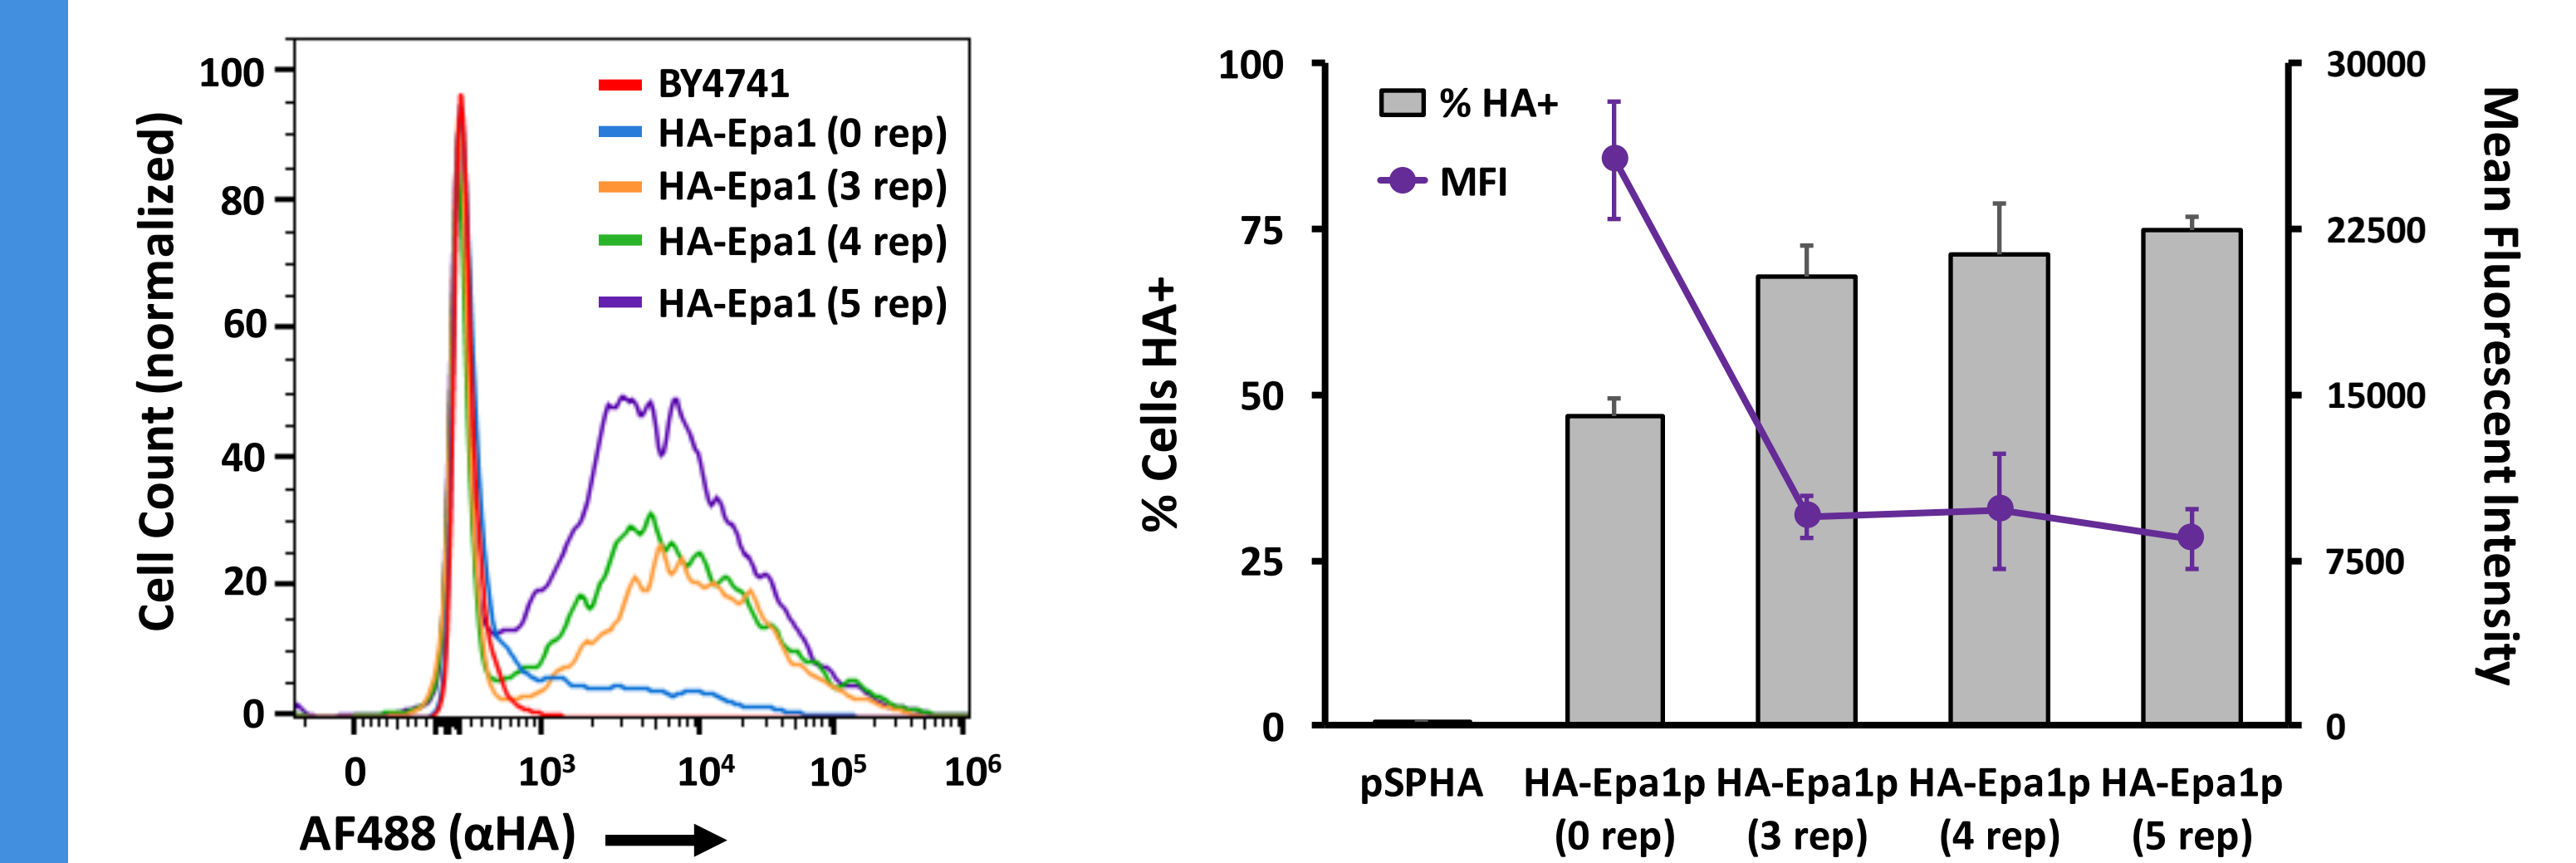 Cell Count (normalized)
100
80
60
40
20
0
BY4741
HA-Epa1 (0 rep)
HA-Epa1 (3 rep)
HA-Epa1 (4 rep)
HA-Epa1 (5 rep)
0 10³ 10⁴ 10⁵ 10⁶
AF488 (αHA)
% Cells HA+
100
75
50
25
0
% HA+
MFI
30000
22500
15000
7500
0
Mean Fluorescent Intensity
pSPHA HA-Epa1p HA-Epa1p HA-Epa1p HA-Epa1p
(0 rep) (3 rep) (4 rep) (5 rep)